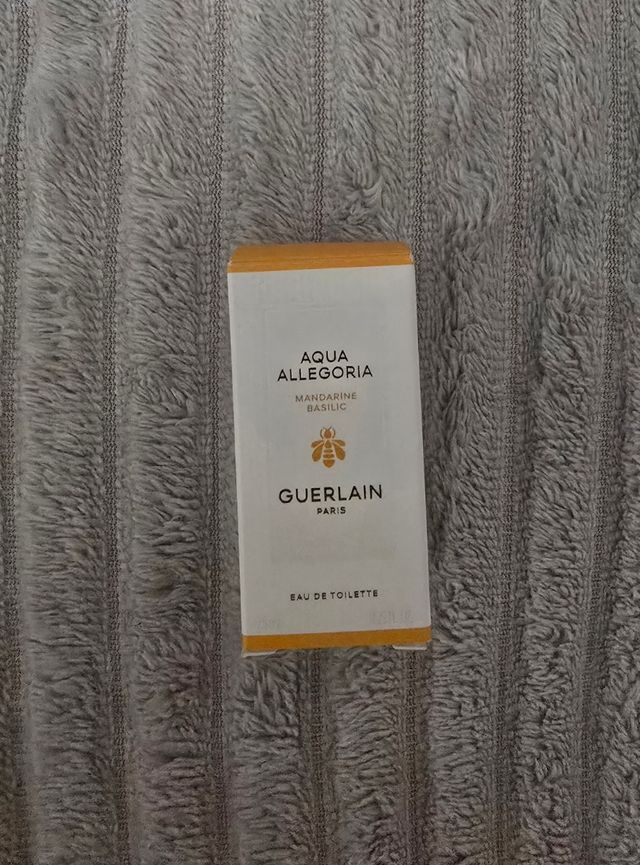 AQUA
ALLEGORIA
MANDARINE
BASILIC
GUERLAIN
PARIS
EAU DE TOILETTE